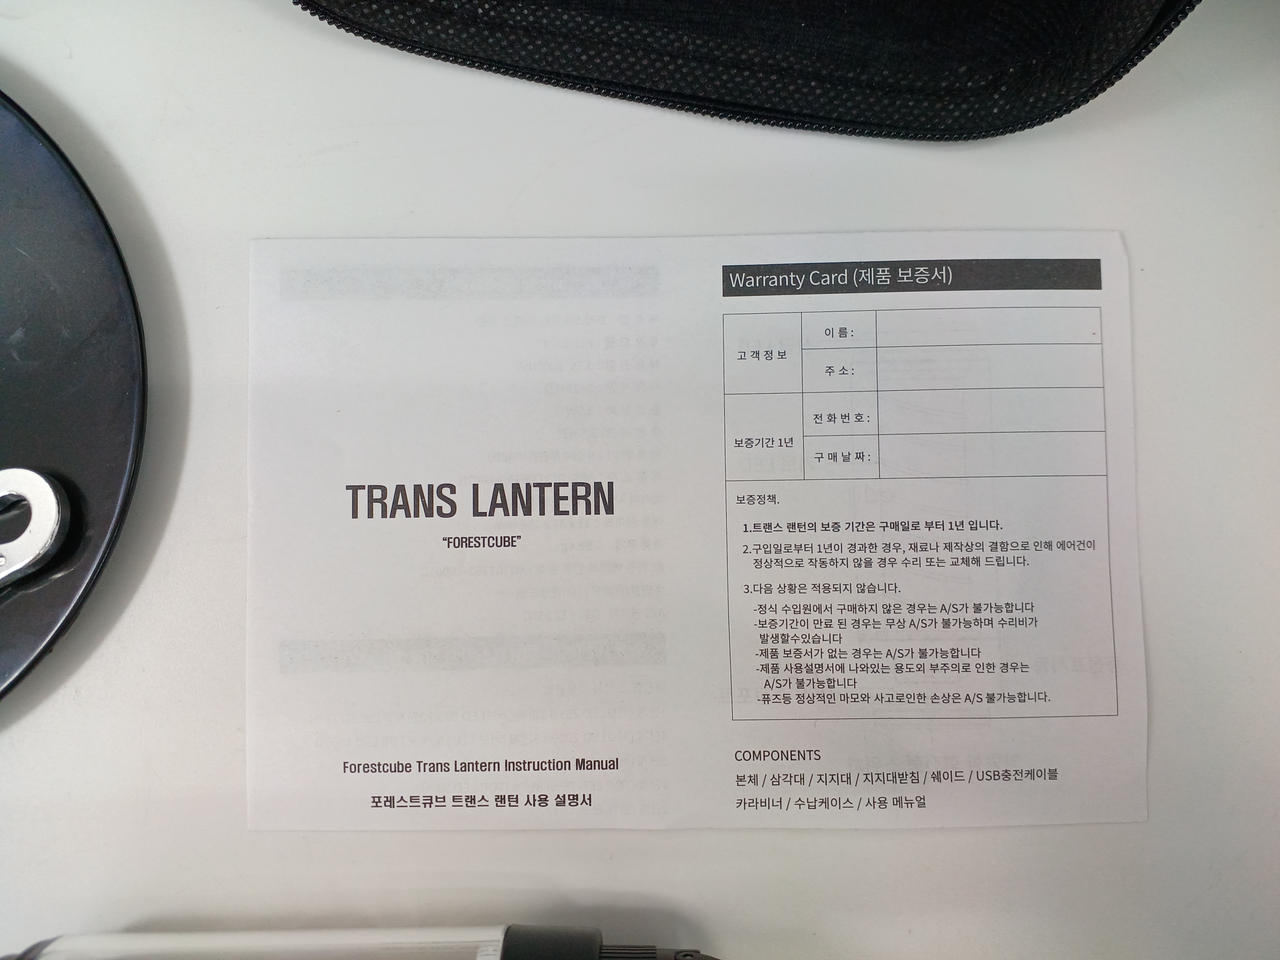 TRANS LANTERN
“FORESTCUBE”
Forestcube Trans Lantern Instruction Manual
포레스트큐브 트랜스 랜턴 사용 설명서
Warranty Card (제품 보증서)
고 객 정 보
이 름 :
주 소 :
보증기간 1년
전 화 번 호 :
구 매 날 짜 :
보증정책.
1.트랜스 랜턴의 보증 기간은 구매일로 부터 1년 입니다.
2.구입일로부터 1년이 경과한 경우, 재료나 제작상의 결함으로 인해 에어건이
정상적으로 작동하지 않을 경우 수리 또는 교체해 드립니다.
3.다음 상황은 적용되지 않습니다.
-정식 수입원에서 구매하지 않은 경우는 A/S가 불가능합니다
-보증기간이 만료 된 경우는 무상 A/S가 불가능하며 수리비가
발생할수있습니다
-제품 보증서가 없는 경우는 A/S가 불가능합니다
-제품 사용설명서에 나와있는 용도외 부주의로 인한 경우는
A/S가 불가능합니다
-퓨즈등 정상적인 마모와 사고로인한 손상은 A/S 불가능합니다.
COMPONENTS
본체 / 삼각대 / 지지대 / 지지대받침 / 쉐이드 / USB충전케이블
카라비너 / 수납케이스 / 사용 메뉴얼